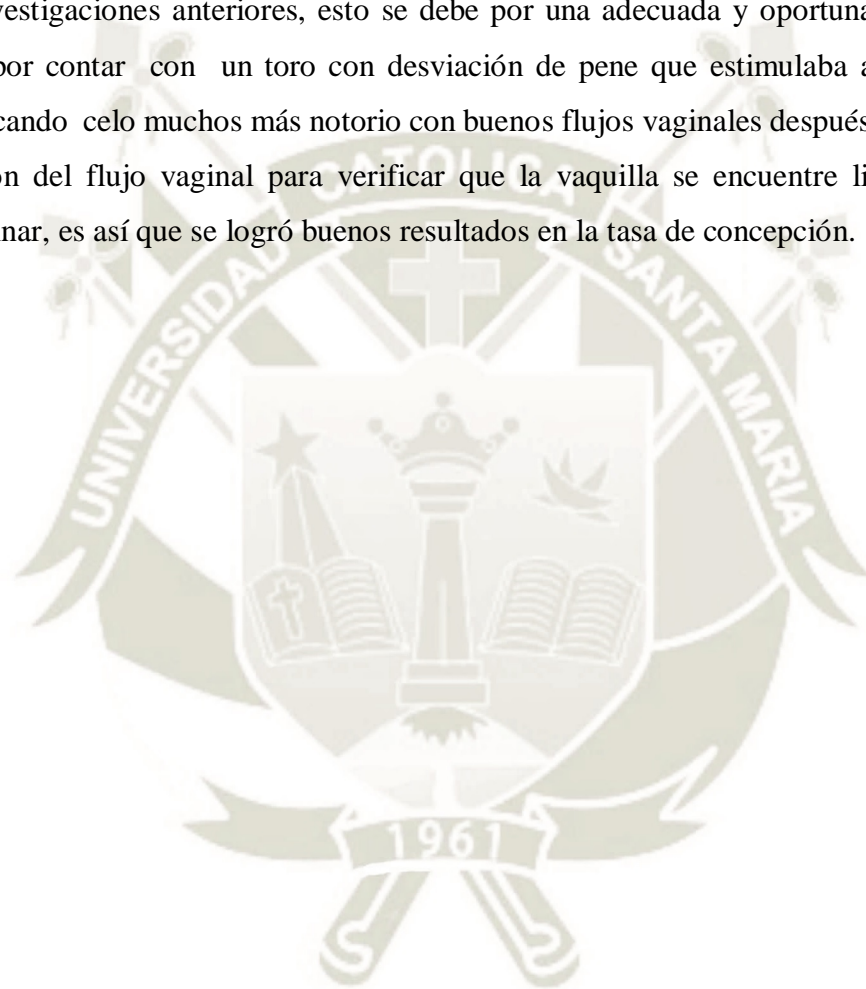 vestigaciones anteriores, esto se debe por una adecuada y oportuna
por contar con un toro con desviación de pene que estimulaba a
cando celo muchos más notorio con buenos flujos vaginales después
n del flujo vaginal para verificar que la vaquilla se encuentre li
nar, es así que se logró buenos resultados en la tasa de concepción.
UNIVERSIDAD CATOLICA SANTA MARIA
1961